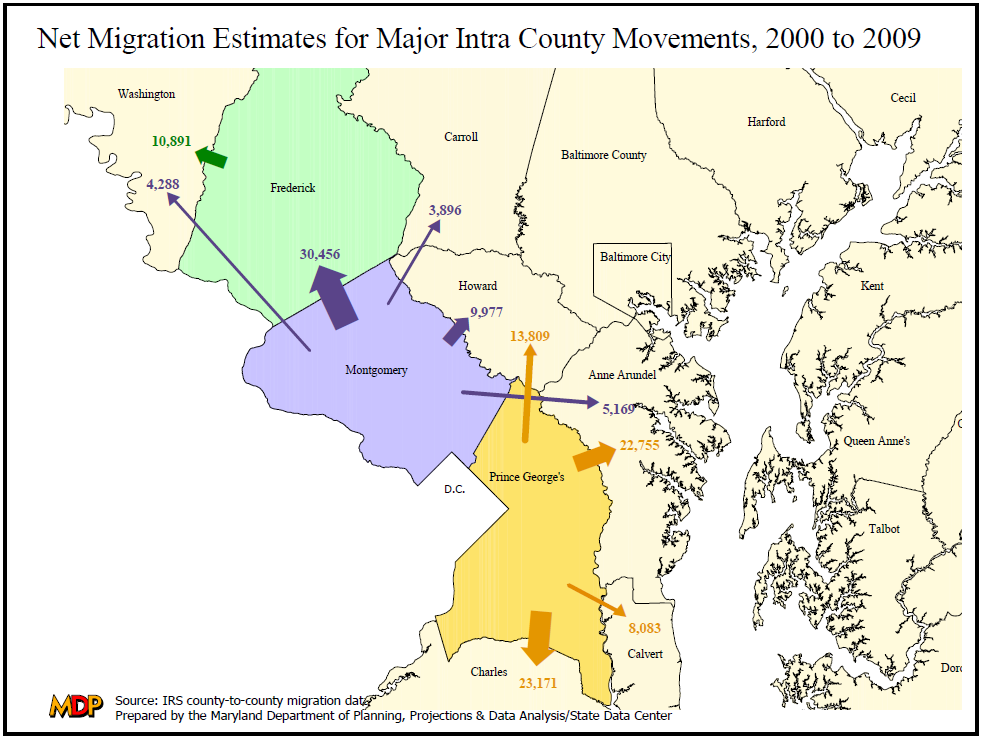 Net Migration Estimates for Major Intra County Movements, 2000 to 2009
Washington
Cecil
Harford
Carroll
10,891
Baltimore County
4,288
Frederick
3,896
30,456
Baltimore City
Howard
Kent
9,977
13,809
Montgomery
Anne Arundel
5,169
22,755
Queen Anne's
Prince George's
D.C.
Talbot
8,083
Calvert
Charles
23,171
MDP
Source: IRS county-to-county migration data
Prepared by the Maryland Department of Planning, Projections & Data Analysis/State Data Center